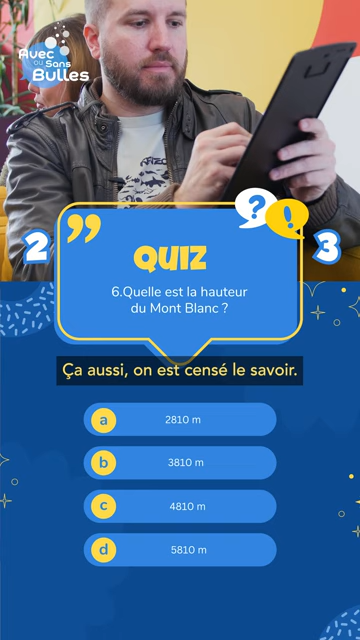 Avec
ou Sans
Bulles
2
3
QUIZ
6.Quelle est la hauteur
du Mont Blanc ?
Ça aussi, on est censé le savoir.
a 2810 m
b 3810 m
c 4810 m
d 5810 m